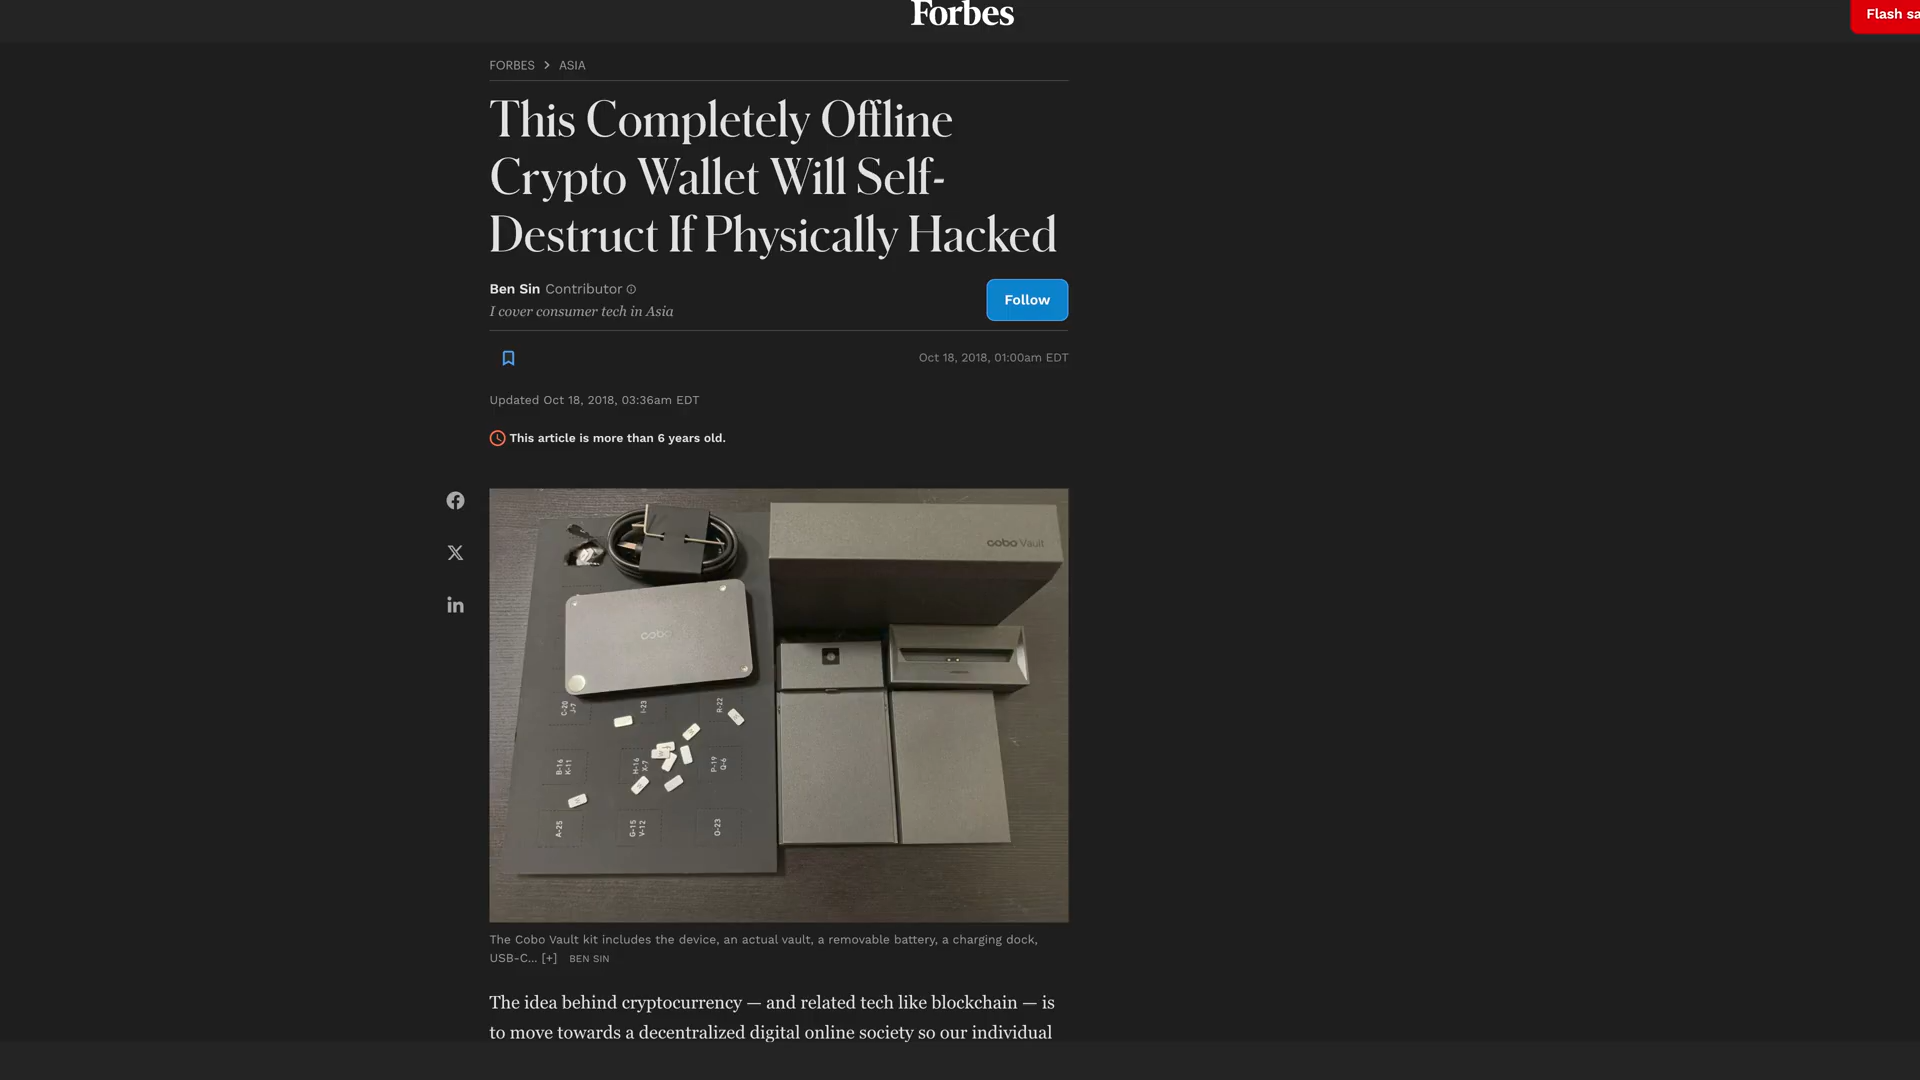 Forbes
Flash sa
FORBES > ASIA
This Completely Offline
Crypto Wallet Will Self-
Destruct If Physically Hacked
Ben Sin Contributor
I cover consumer tech in Asia
Follow
Oct 18, 2018, 01:00am EDT
Updated Oct 18, 2018, 03:36am EDT
This article is more than 6 years old.
cobo Vault
cobo
C-20
J-7
I-23
R-22
B-16
K-11
H-16
X-7
P-19
Q-6
A-25
G-15
V-12
O-23
The Cobo Vault kit includes the device, an actual vault, a removable battery, a charging dock,
USB-C... [+] BEN SIN
The idea behind cryptocurrency — and related tech like blockchain — is
to move towards a decentralized digital online society so our individual